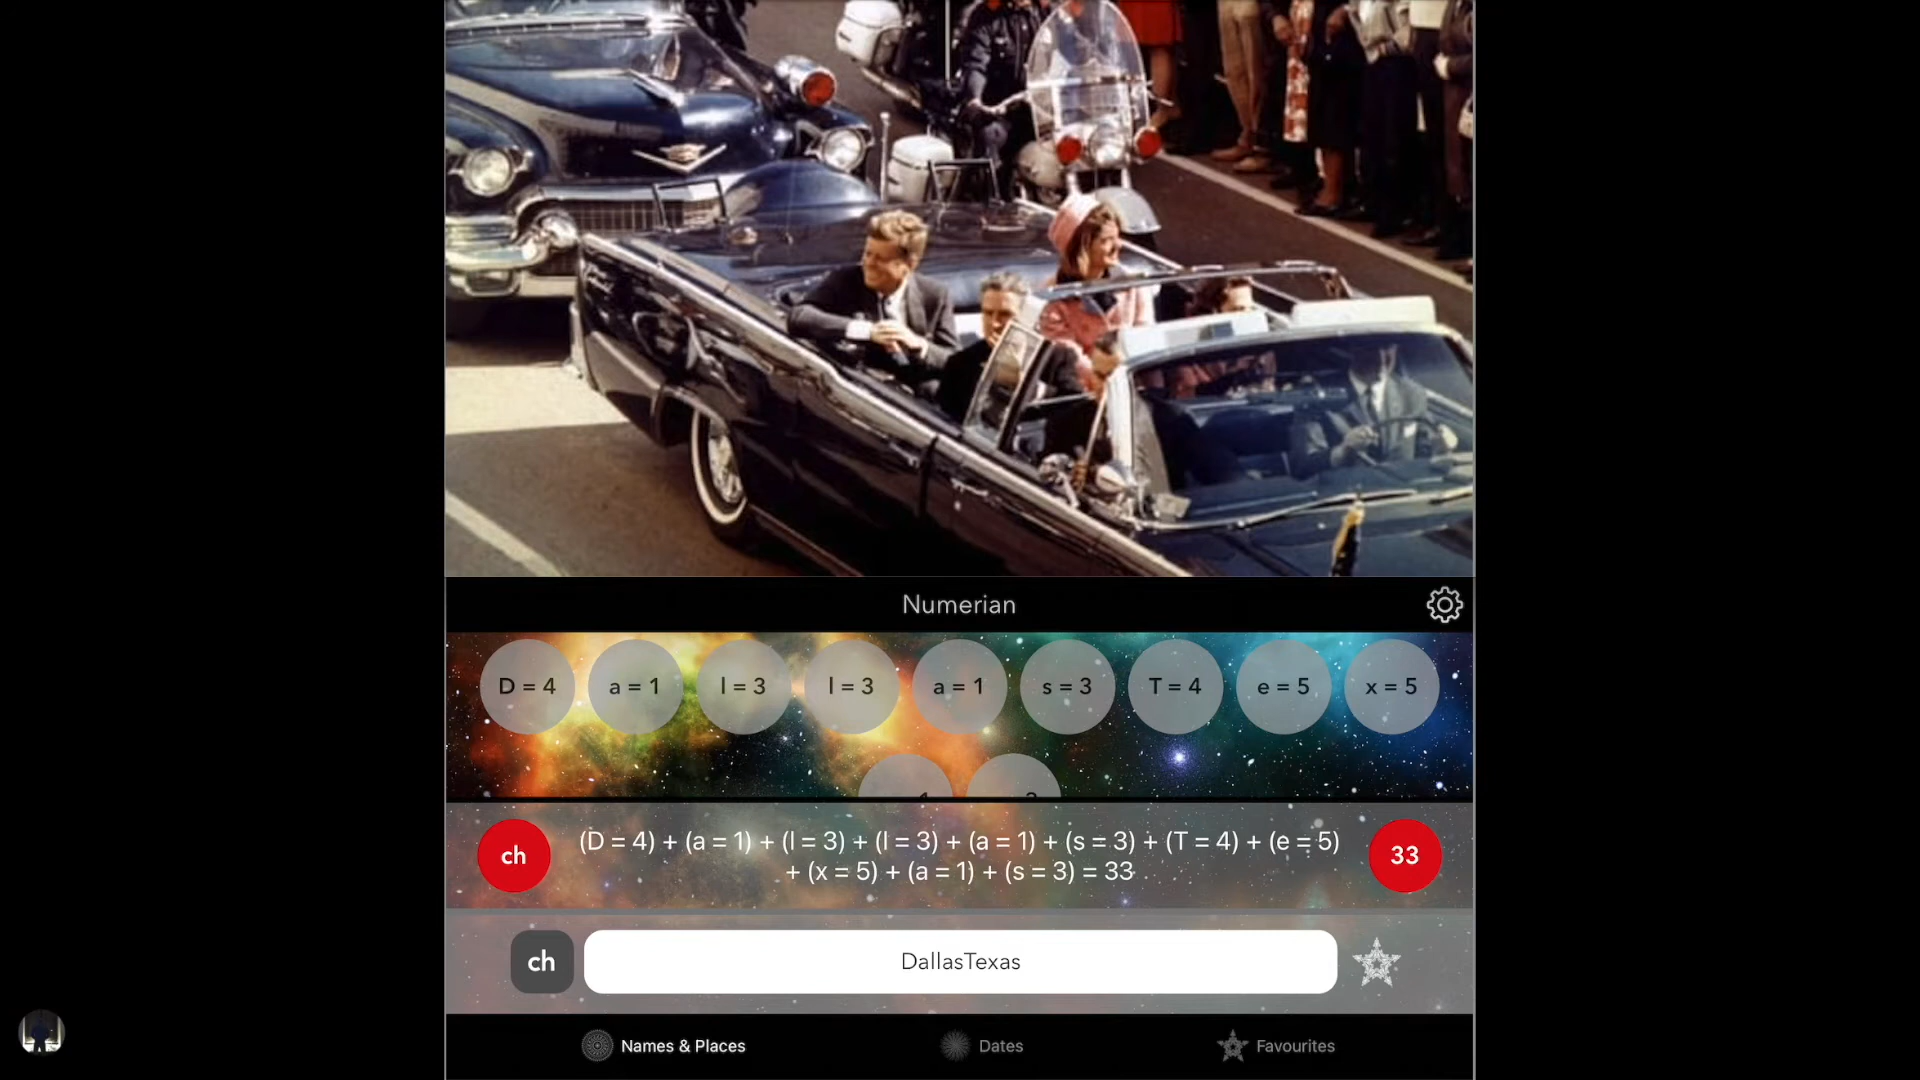 Numerian
D = 4 a = 1 l = 3 l = 3 a = 1 s = 3 T = 4 e = 5 x = 5
ch
(D = 4) + (a = 1) + (l = 3) + (l = 3) + (a = 1) + (s = 3) + (T = 4) + (e = 5)
+ (x = 5) + (a = 1) + (s = 3) = 33
33
ch
DallasTexas
Names & Places Dates Favourites